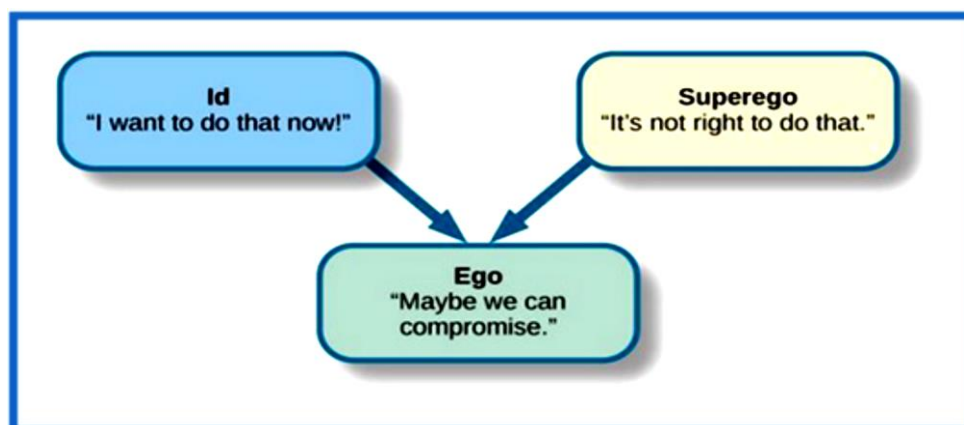 Id
“I want to do that now!”
Superego
“It’s not right to do that.”
Ego
“Maybe we can
compromise.”